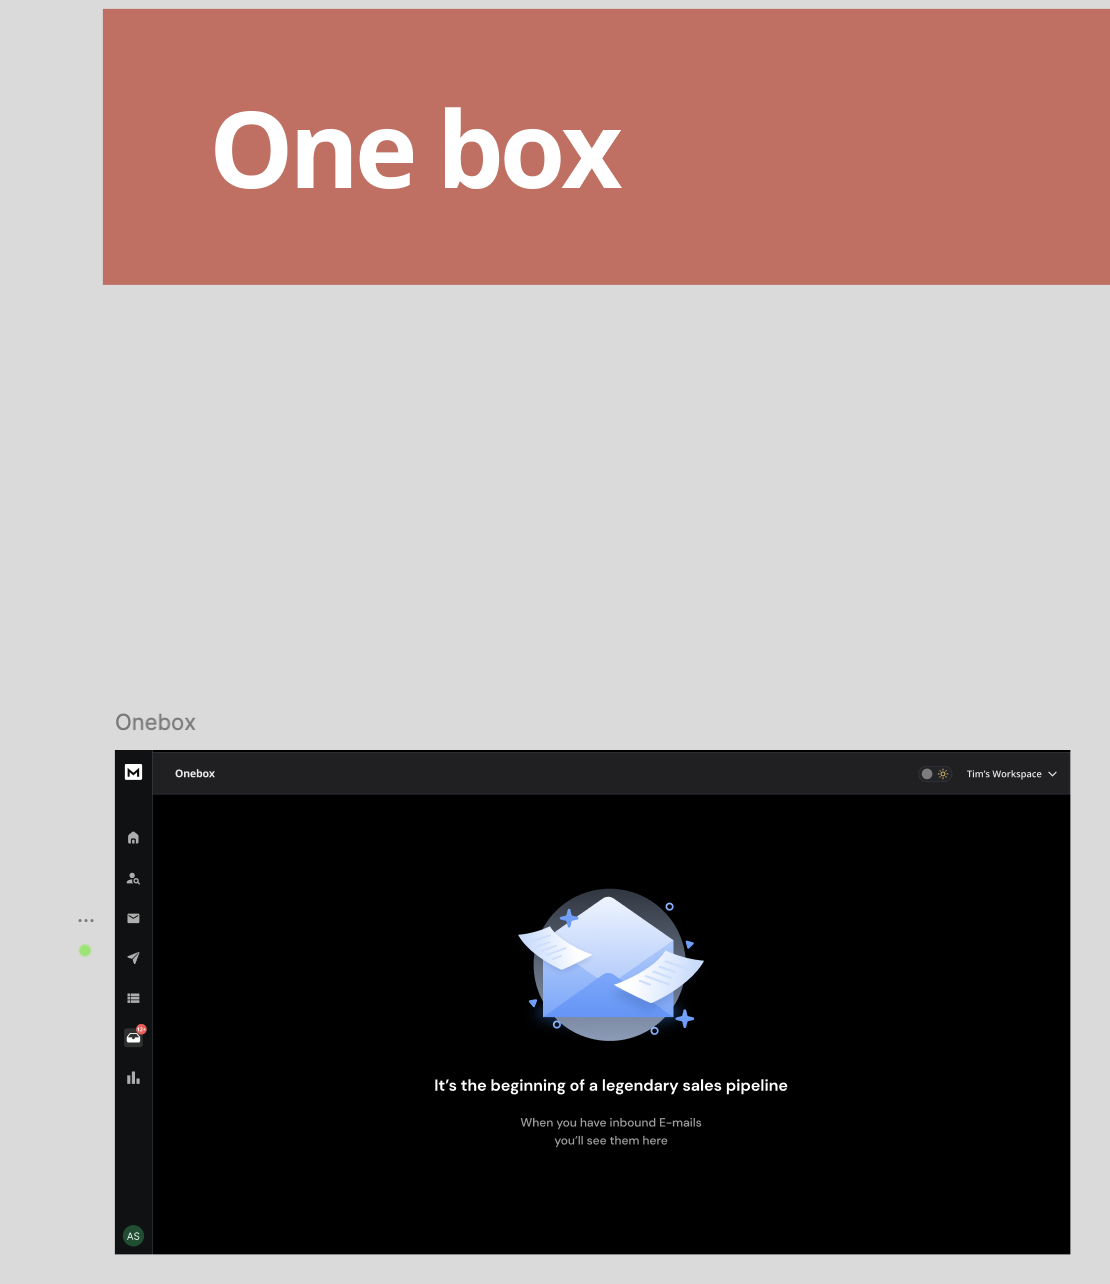 One box
Onebox
Onebox
Tim's Workspace
12+
It's the beginning of a legendary sales pipeline
When you have inbound E-mails
you'll see them here
AS